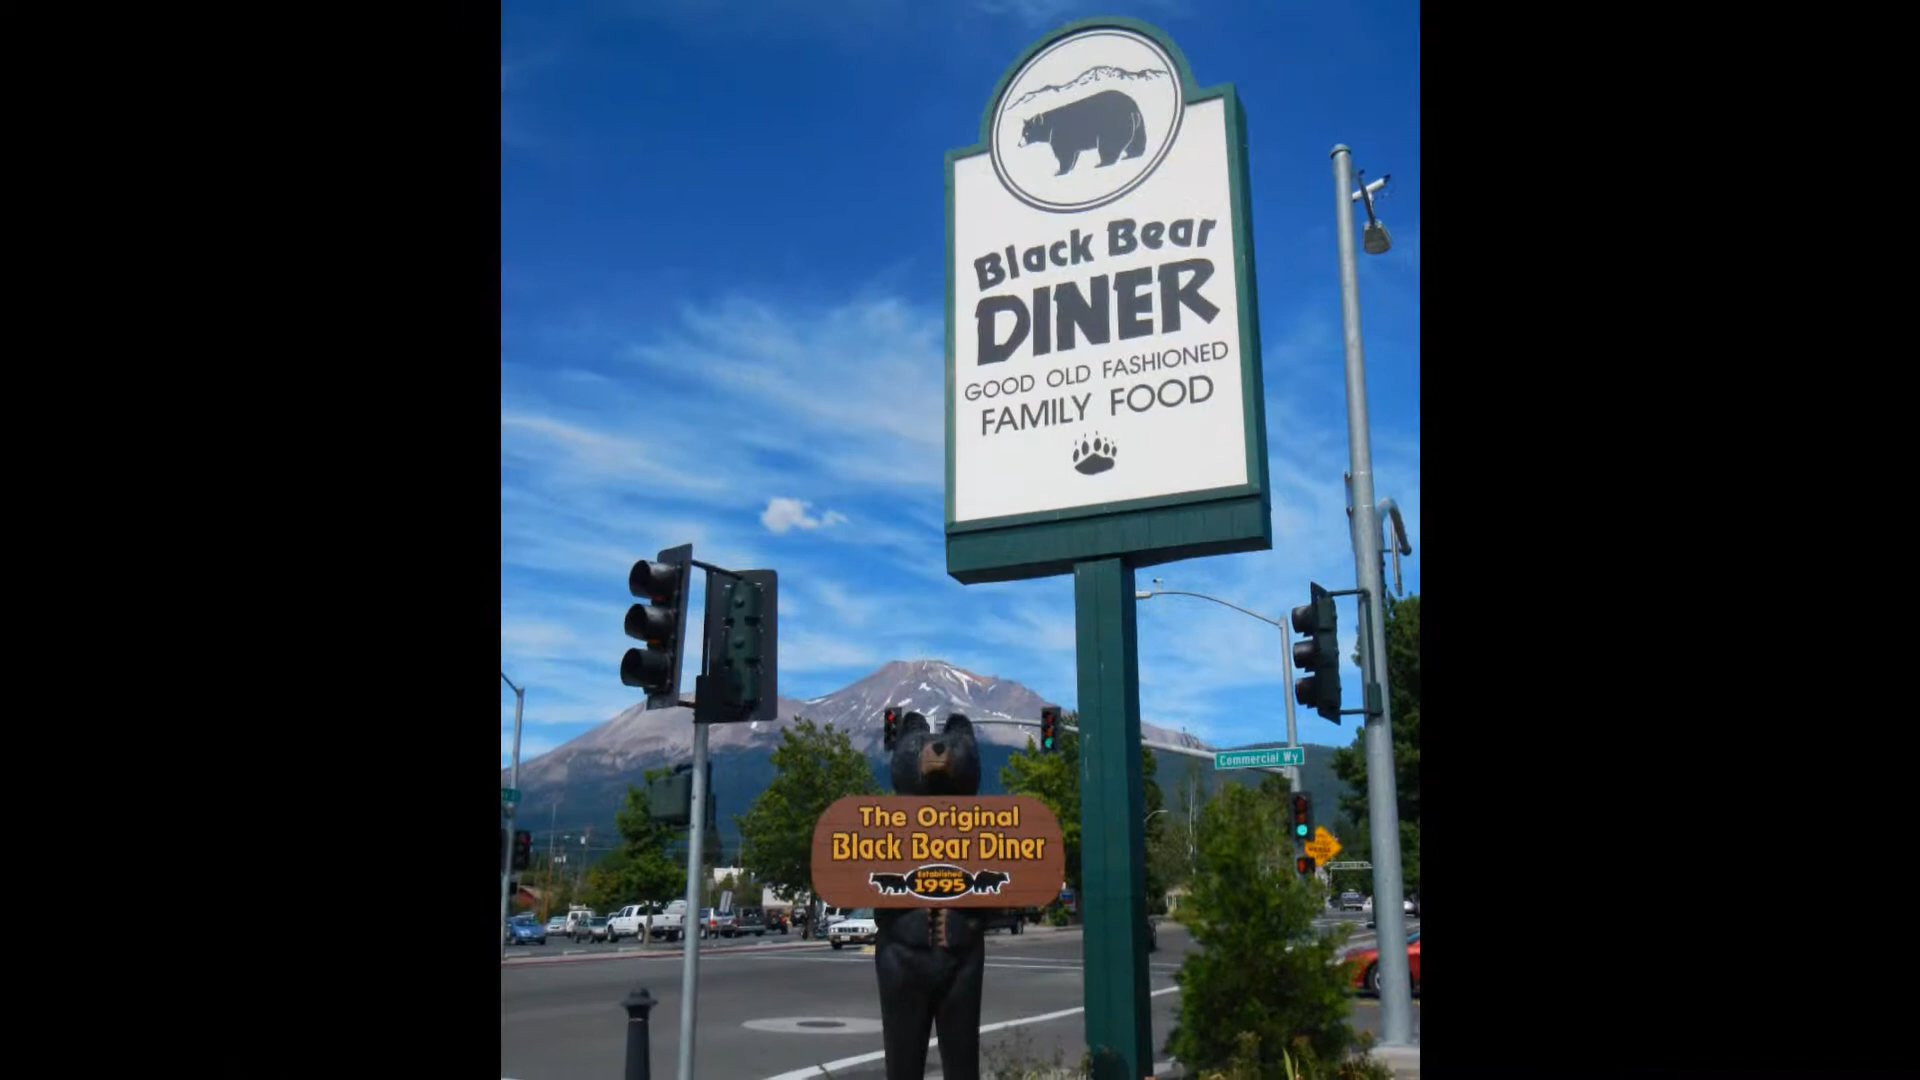 Black Bear
DINER
GOOD OLD FASHIONED
FAMILY FOOD
Commercial Wy
The Original
Black Bear Diner
Established
1995